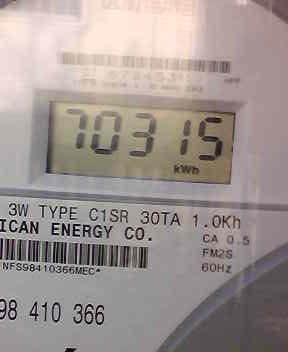 70315
kWh
3W TYPE C1SR 30TA 1.0Kh
ICAN ENERGY CO.
CA 0.5
FM2S
60Hz
NFS98410366MEC*
98 410 366